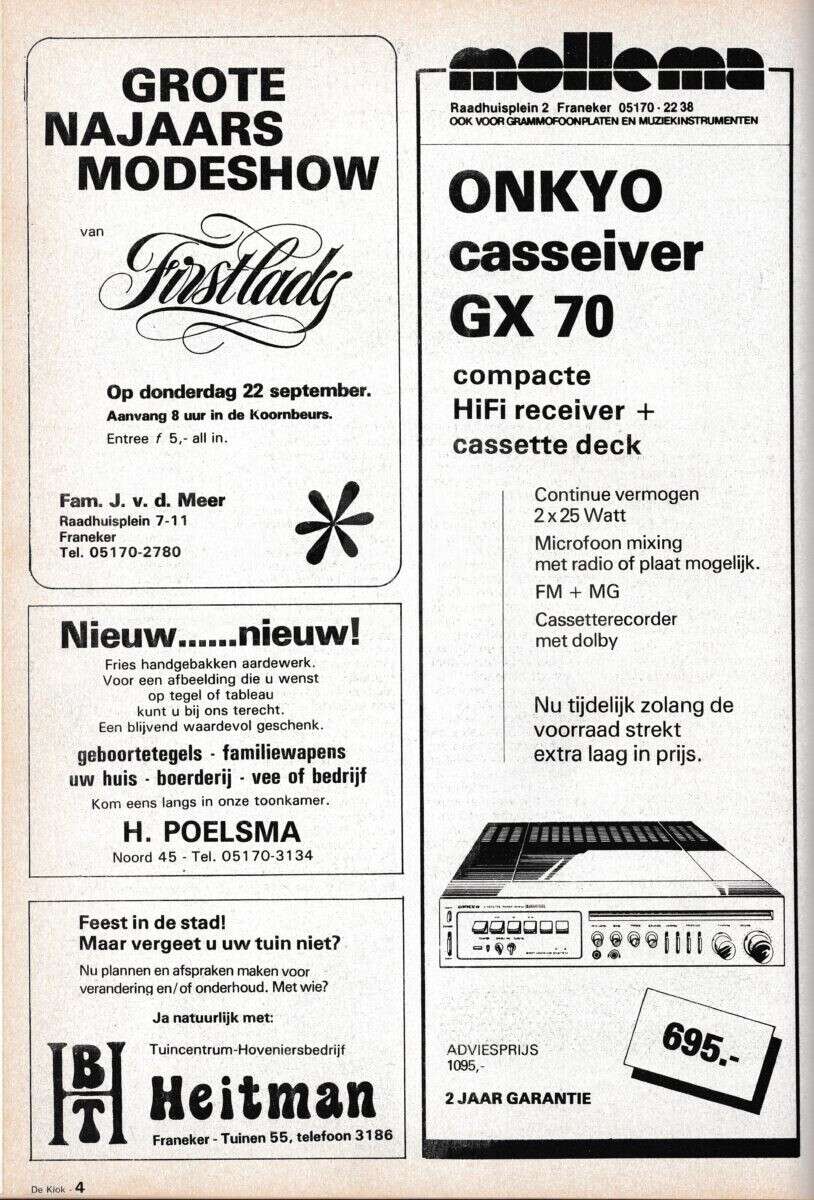 GROTE
NAJAARS
MODESHOW
van
Firstlady
Op donderdag 22 september.
Aanvang 8 uur in de Koornbeurs.
Entree f 5,- all in.
Fam. J. v. d. Meer
Raadhuisplein 7-11
Franeker
Tel. 05170-2780
Nieuw......nieuw!
Fries handgebakken aardewerk.
Voor een afbeelding die u wenst
op tegel of tableau
kunt u bij ons terecht.
Een blijvend waardevol geschenk.
geboortetegels - familiewapens
uw huis - boerderij - vee of bedrijf
Kom eens langs in onze toonkamer.
H. POELSMA
Noord 45 - Tel. 05170-3134
Feest in de stad!
Maar vergeet u uw tuin niet?
Nu plannen en afspraken maken voor
verandering en/of onderhoud. Met wie?
Ja natuurlijk met:
HBT
Tuincentrum-Hoveniersbedrijf
Heitman
Franeker - Tuinen 55, telefoon 3186
mollema
Raadhuisplein 2 Franeker 05170 - 22 38
OOK VOOR GRAMMOFOONPLATEN EN MUZIEKINSTRUMENTEN
ONKYO
casseiver
GX 70
compacte
HiFi receiver +
cassette deck
Continue vermogen
2 x 25 Watt
Microfoon mixing
met radio of plaat mogelijk.
FM + MG
Cassetterecorder
met dolby
Nu tijdelijk zolang de
voorraad strekt
extra laag in prijs.
ADVIESPRIJS
1095,-
695.-
2 JAAR GARANTIE
De Klok - 4